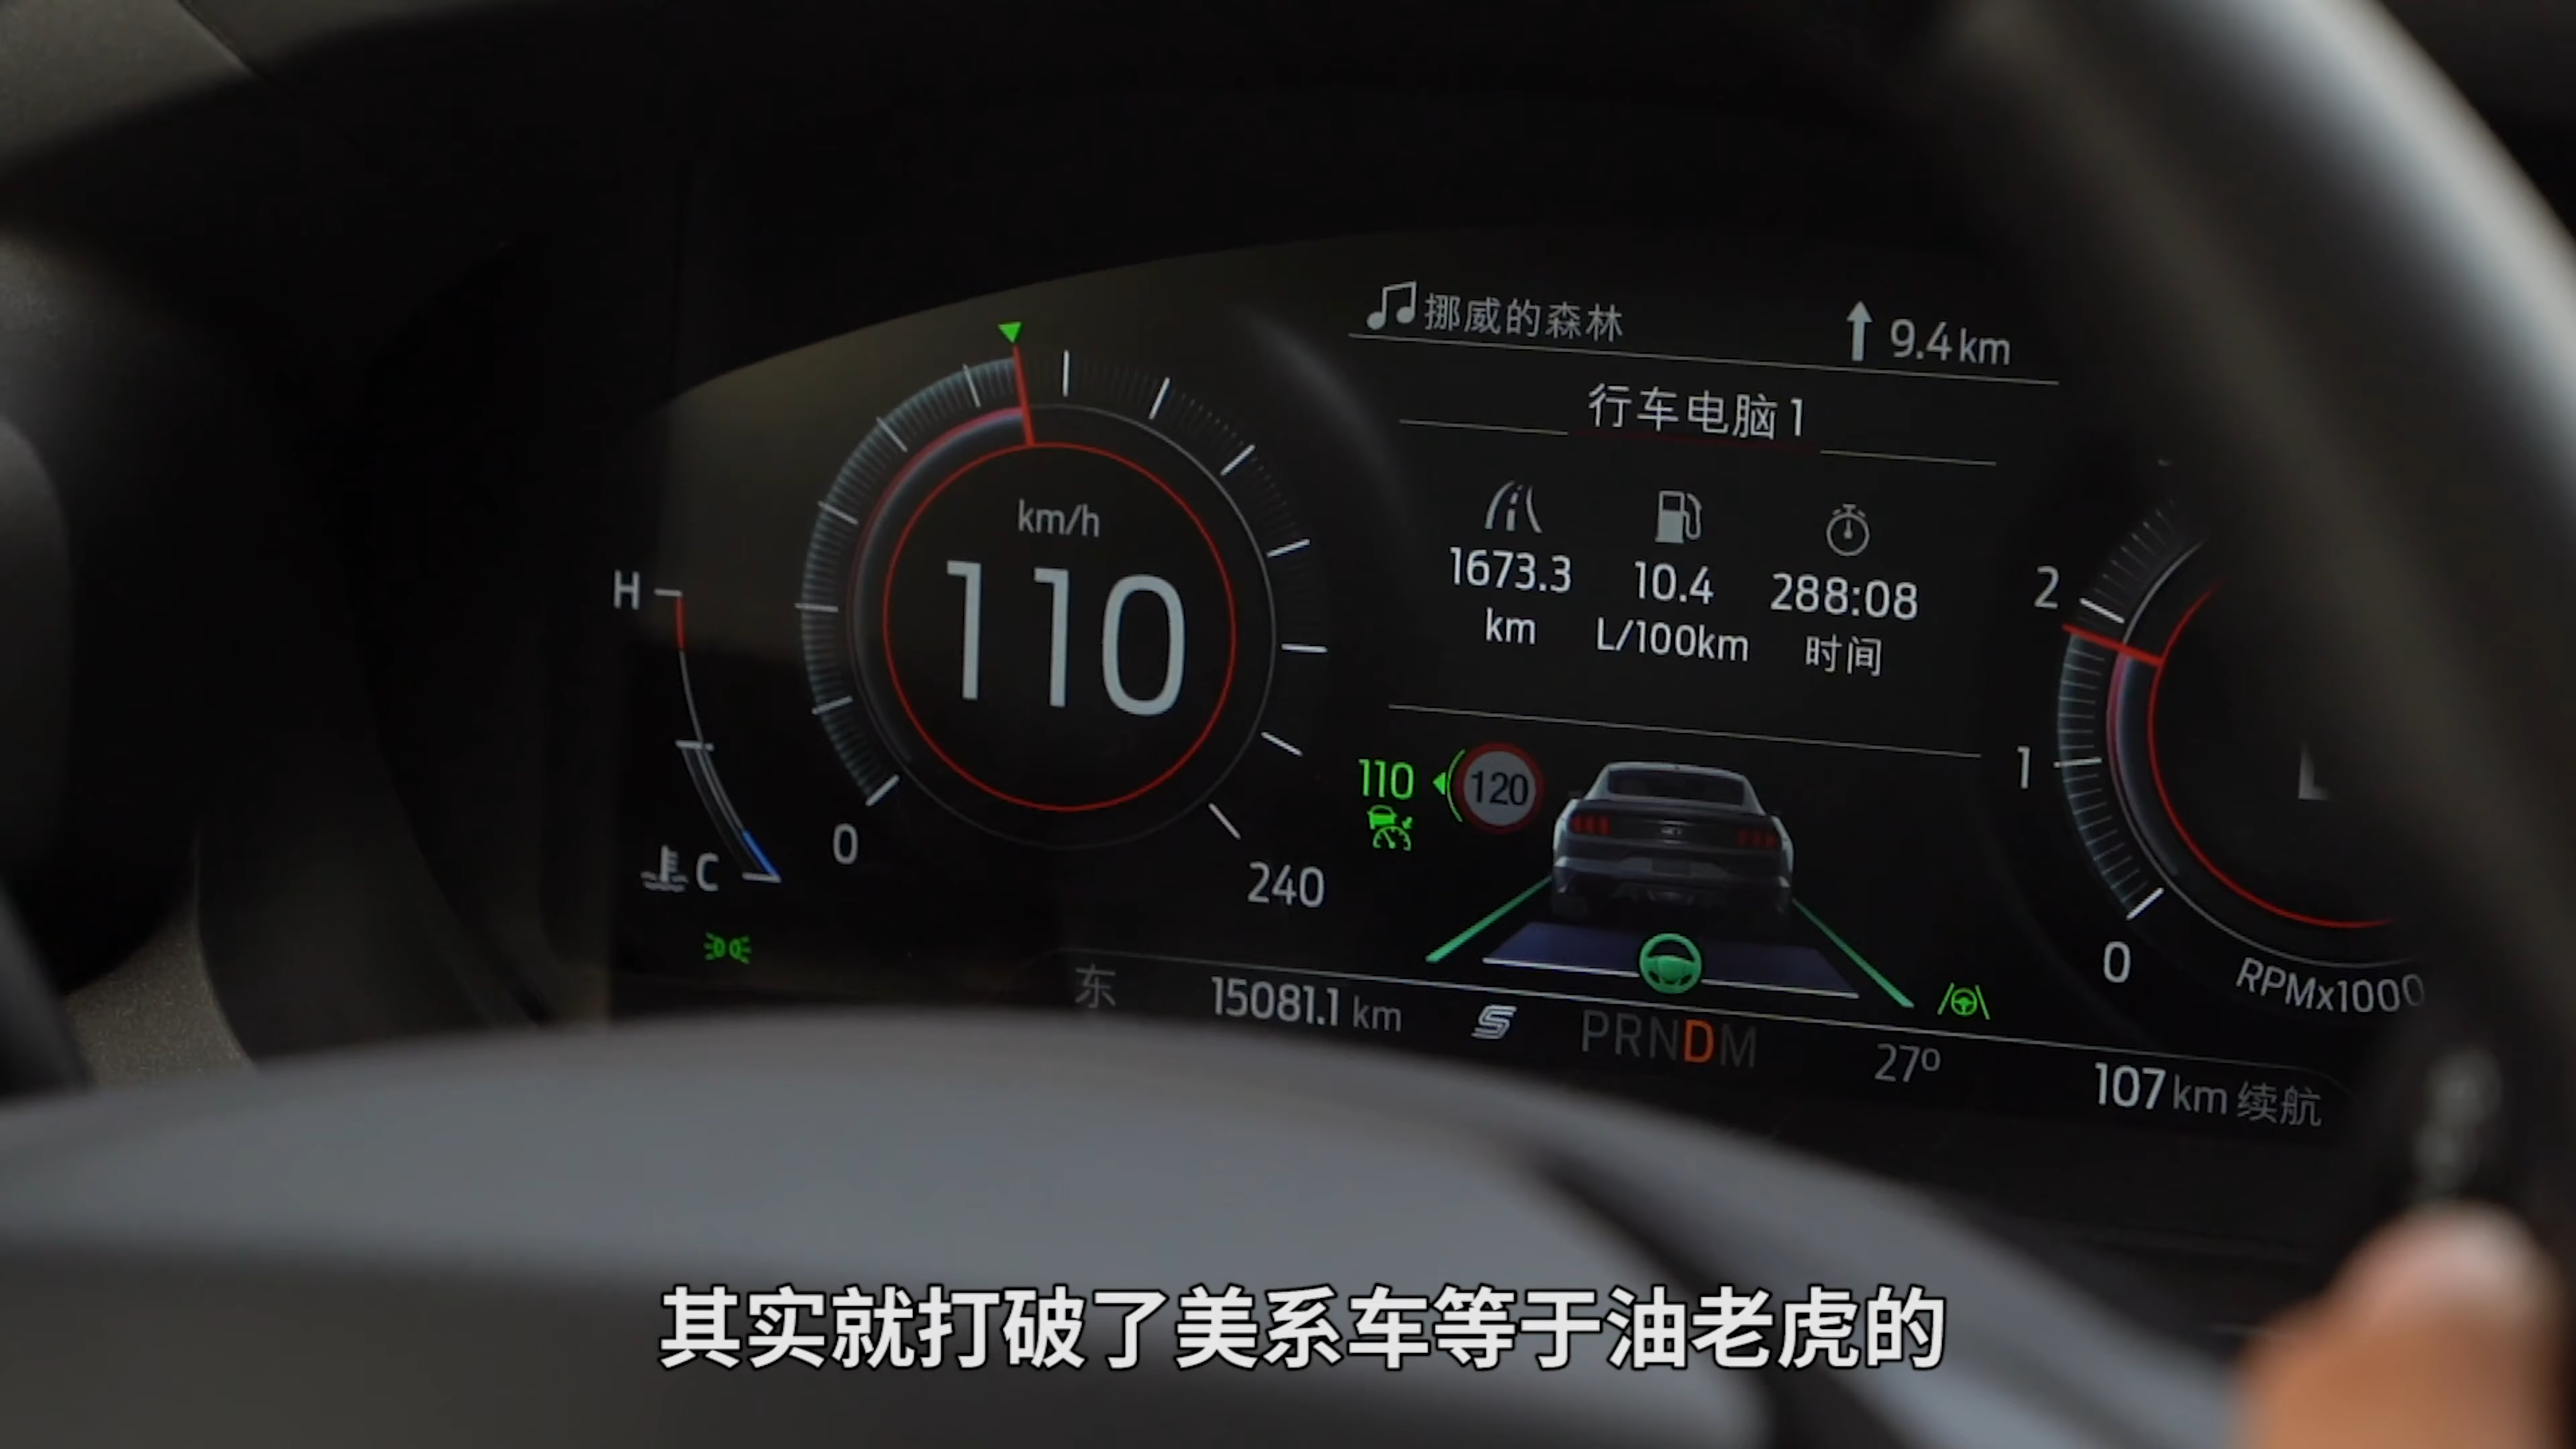 挪威的森林 9.4 km
行车电脑 1
km/h
110
1673.3 10.4 288:08
km L/100km 时间
H
C
0
240
110 120
2
1
0
RPMx1000
东 15081.1 km PRNDM 27º 107 km 续航
其实就打破了美系车等于油老虎的